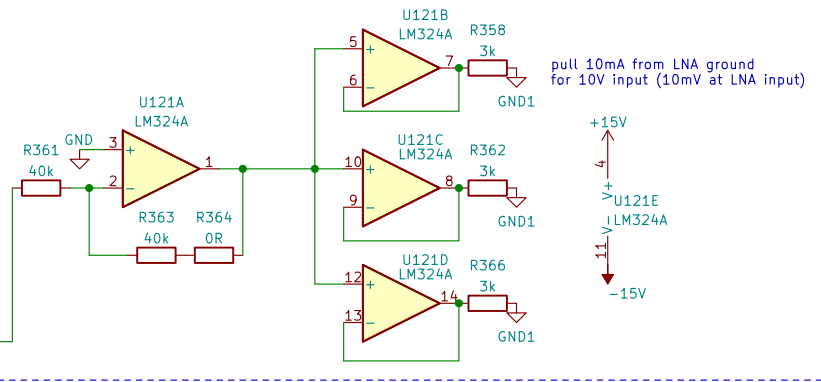 U121B
LM324A
R358
3k
5
+
7
6
−
GND1
pull 10mA from LNA ground
for 10V input (10mV at LNA input)
U121A
LM324A
GND
3
+
1
R361
40k
2
−
R363
40k
R364
0R
U121C
LM324A
R362
3k
10
+
8
9
−
GND1
+15V
4
V+
U121E
LM324A
V−
11
−15V
U121D
LM324A
R366
3k
12
+
14
13
−
GND1